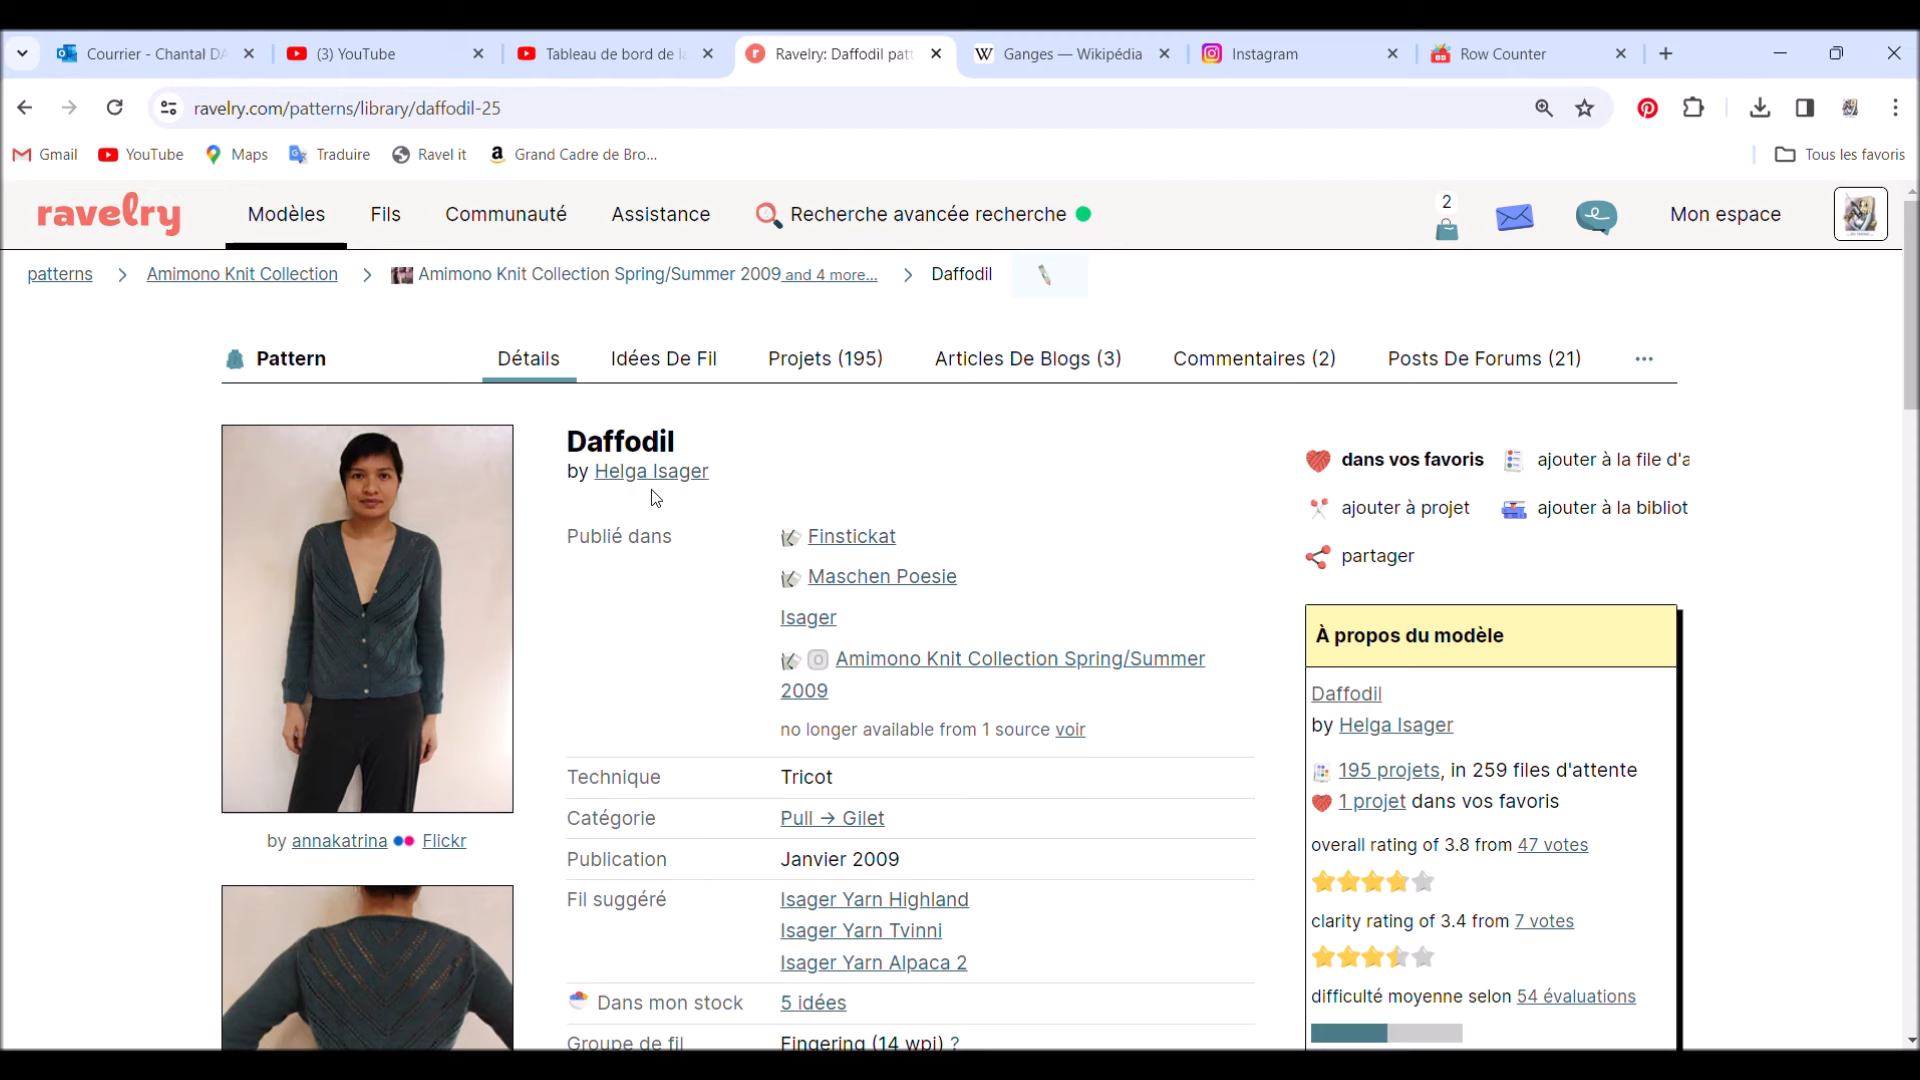 Courrier - Chantal DA
(3) YouTube
Tableau de bord de la
Ravelry: Daffodil patt
Ganges — Wikipédia
Instagram
Row Counter
ravelry.com/patterns/library/daffodil-25
Gmail
YouTube
Maps
Traduire
Ravel it
Grand Cadre de Bro...
Tous les favoris
ravelry
Modèles
Fils
Communauté
Assistance
Recherche avancée recherche
2
Mon espace
patterns
Amimono Knit Collection
Amimono Knit Collection Spring/Summer 2009 and 4 more...
Daffodil
Pattern
Détails
Idées De Fil
Projets (195)
Articles De Blogs (3)
Commentaires (2)
Posts De Forums (21)
Daffodil
by Helga Isager
Publié dans
Finstickat
Maschen Poesie
Isager
Amimono Knit Collection Spring/Summer
2009
no longer available from 1 source voir
Technique Tricot
Catégorie Pull → Gilet
Publication Janvier 2009
Fil suggéré Isager Yarn Highland
Isager Yarn Tvinni
Isager Yarn Alpaca 2
Dans mon stock 5 idées
Groupe de fil Fingering (14 wpi) ?
by annakatrina Flickr
dans vos favoris
ajouter à la file d'a
ajouter à projet
ajouter à la bibliot
partager
À propos du modèle
Daffodil
by Helga Isager
195 projets, in 259 files d'attente
1 projet dans vos favoris
overall rating of 3.8 from 47 votes
clarity rating of 3.4 from 7 votes
difficulté moyenne selon 54 évaluations